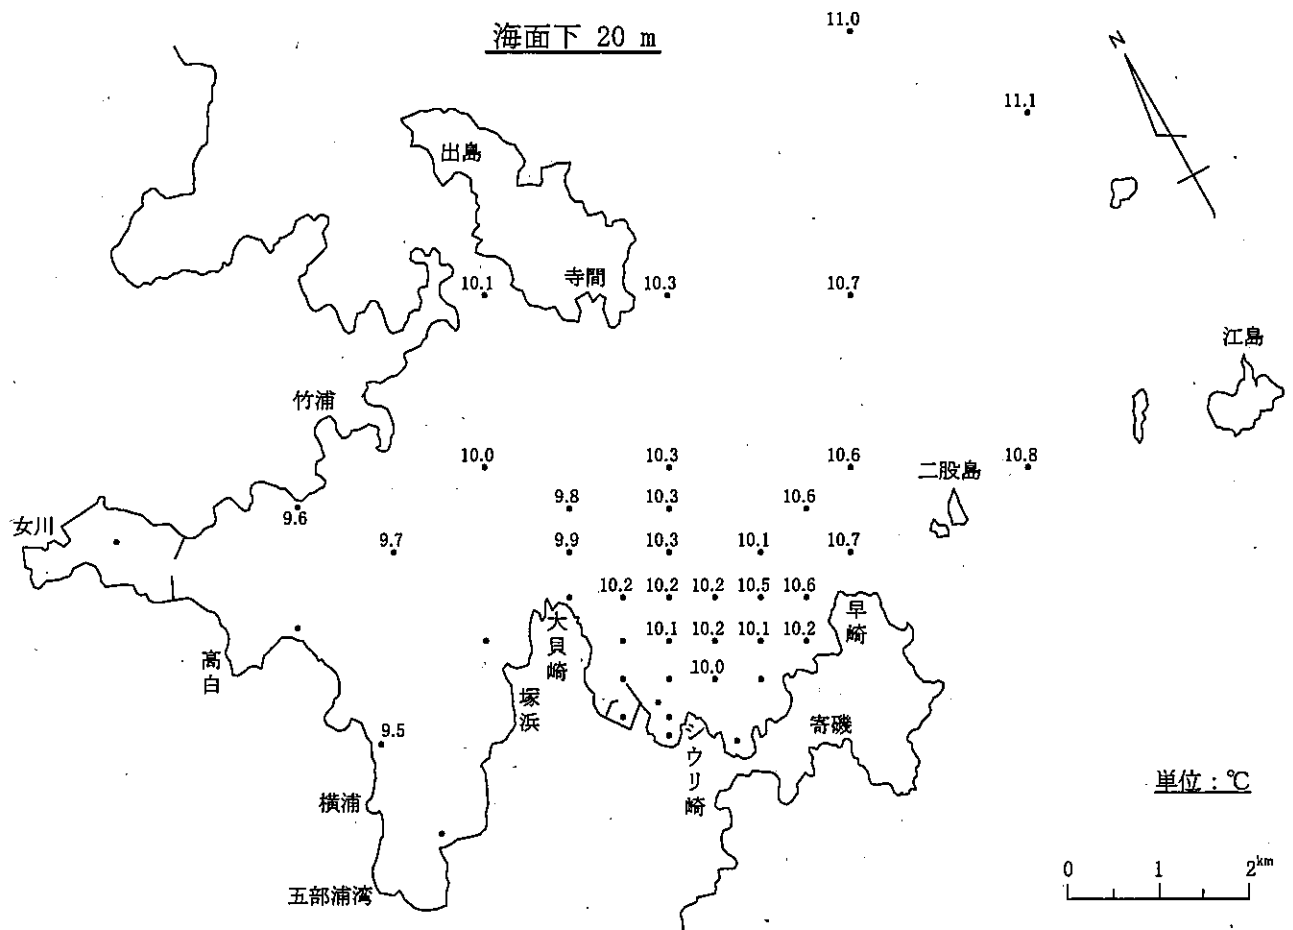 海面下 20 m
11.0
N
11.1
出島
寺間
10.1
10.3
10.7
江島
竹浦
10.0
10.3
10.6
二股島
10.8
9.8
10.3
10.6
女川
9.6
9.7
9.9
10.3
10.1
10.7
10.2
10.2
10.2
10.5
10.6
大貝崎
早崎
10.1
10.2
10.1
10.2
高白
10.0
塚浜
9.5
シウリ崎
寄磯
横浦
単位:℃
五部浦湾
0
1
2km